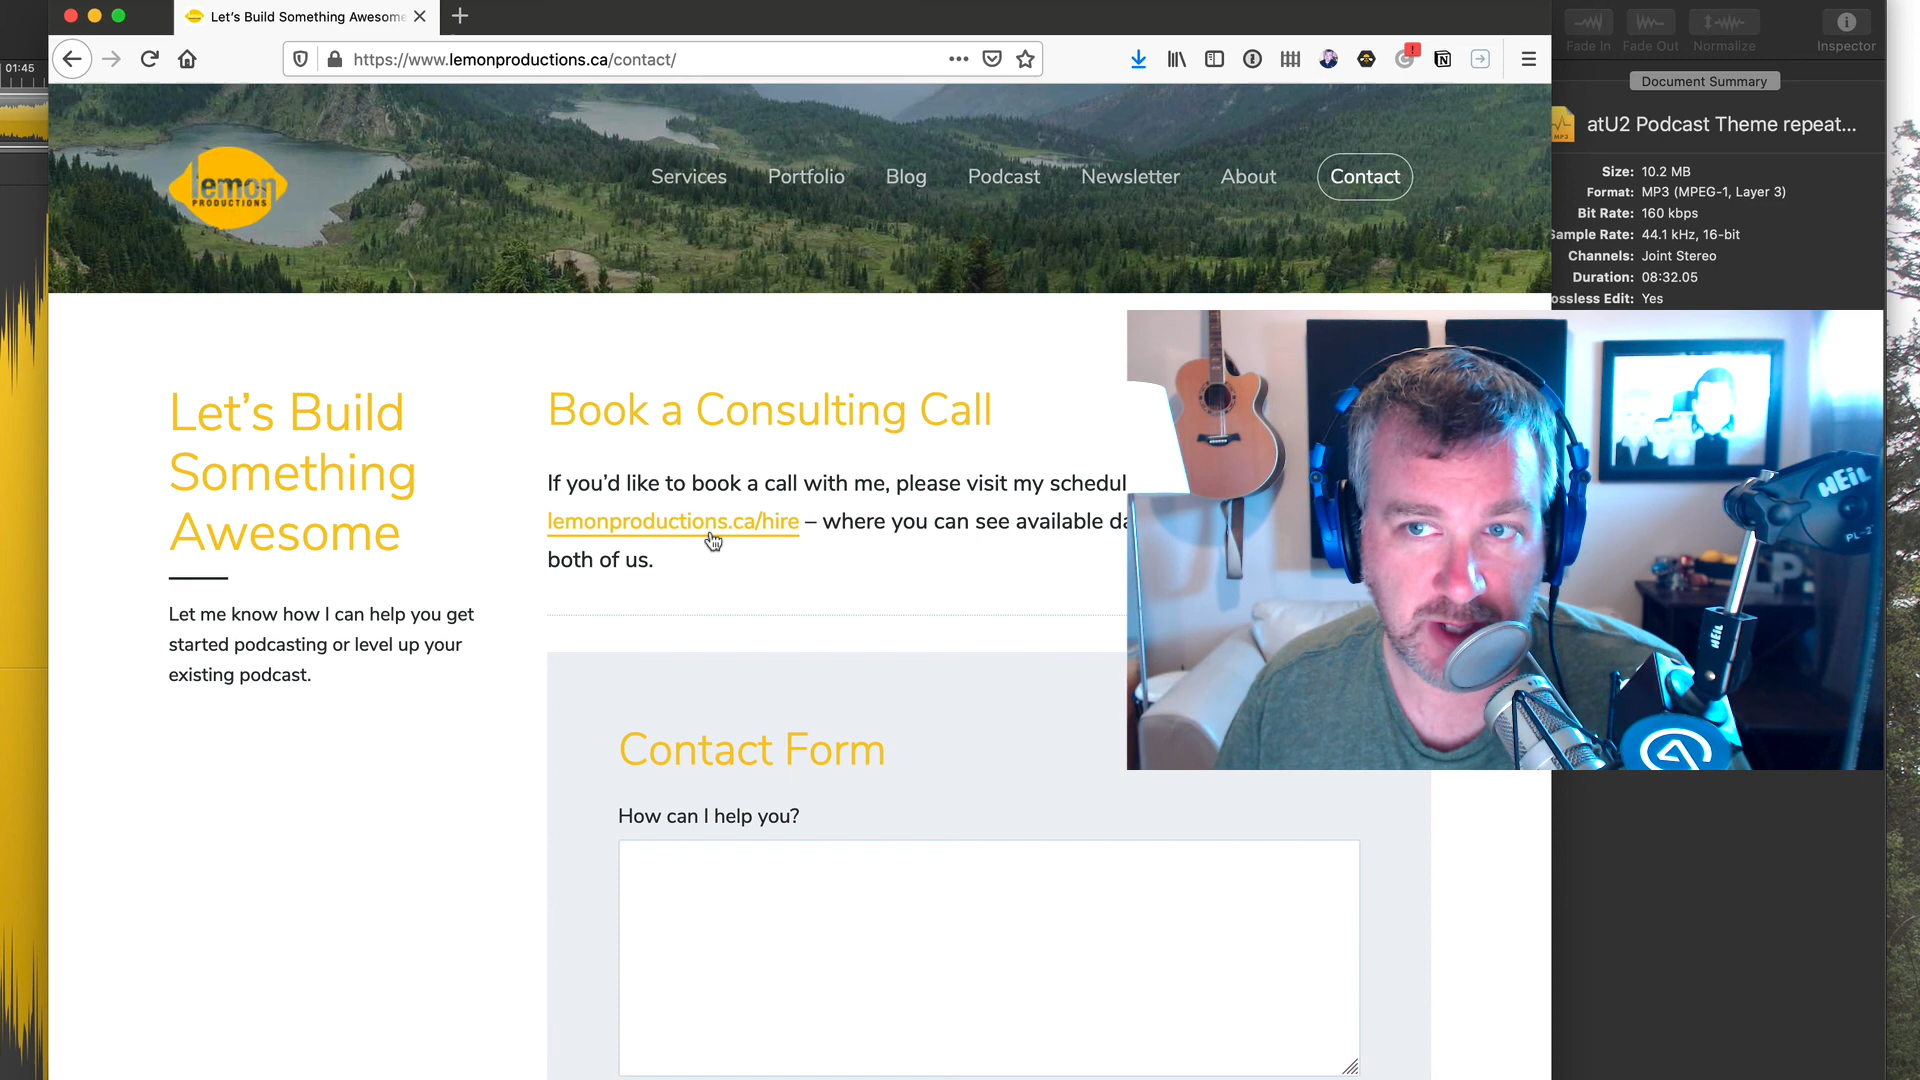 Let's Build Something Awesome
01:45
https://www.lemonproductions.ca/contact/
Fade In Fade Out Normalize Inspector
Document Summary
atU2 Podcast Theme repeat...
Size: 10.2 MB
Format: MP3 (MPEG-1, Layer 3)
Bit Rate: 160 kbps
Sample Rate: 44.1 kHz, 16-bit
Channels: Joint Stereo
Duration: 08:32.05
ossless Edit: Yes
lemon
PRODUCTIONS
Services Portfolio Blog Podcast Newsletter About Contact
Let's Build
Something
Awesome
Let me know how I can help you get
started podcasting or level up your
existing podcast.
Book a Consulting Call
If you'd like to book a call with me, please visit my schedul
lemonproductions.ca/hire – where you can see available da
both of us.
Contact Form
How can I help you?
HEiL
PL-2
HEiL